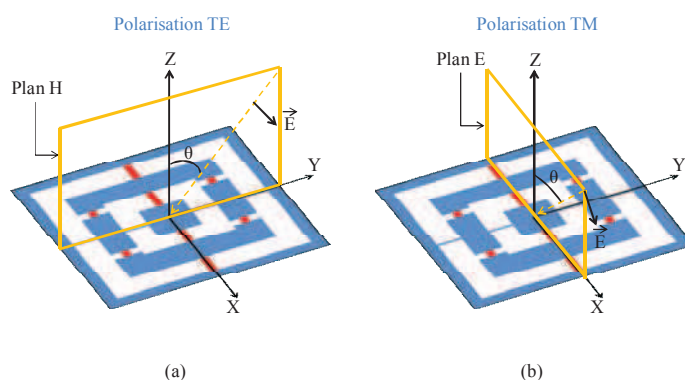 Polarisation TE
Z
Plan H
E
θ
Y
X
(a)
Polarisation TM
Plan E
Z
θ
Y
E
X
(b)